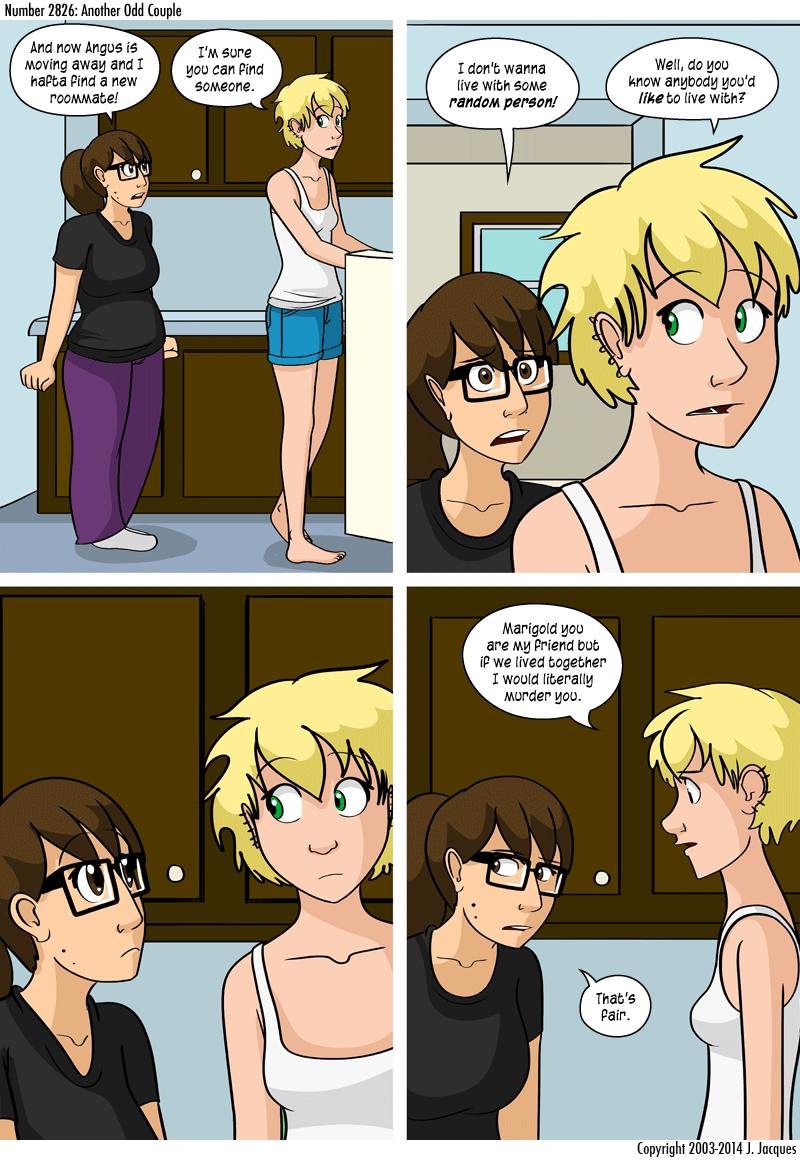 Number 2826: Another Odd Couple
And now Angus is
moving away and I
hafta find a new
roommate!
I'm sure
you can find
someone.
I don't wanna
live with some
random person!
Well, do you
know anybody you'd
like to live with?
Marigold you
are my friend but
if we lived together
I would literally
murder you.
That's
fair.
Copyright 2003-2014 J. Jacques